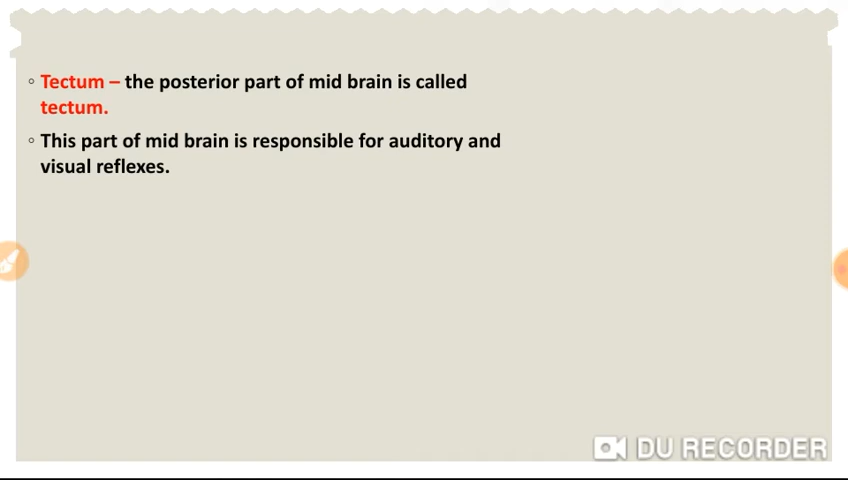 ◦ Tectum – the posterior part of mid brain is called
tectum.
◦ This part of mid brain is responsible for auditory and
visual reflexes.
DU RECORDER